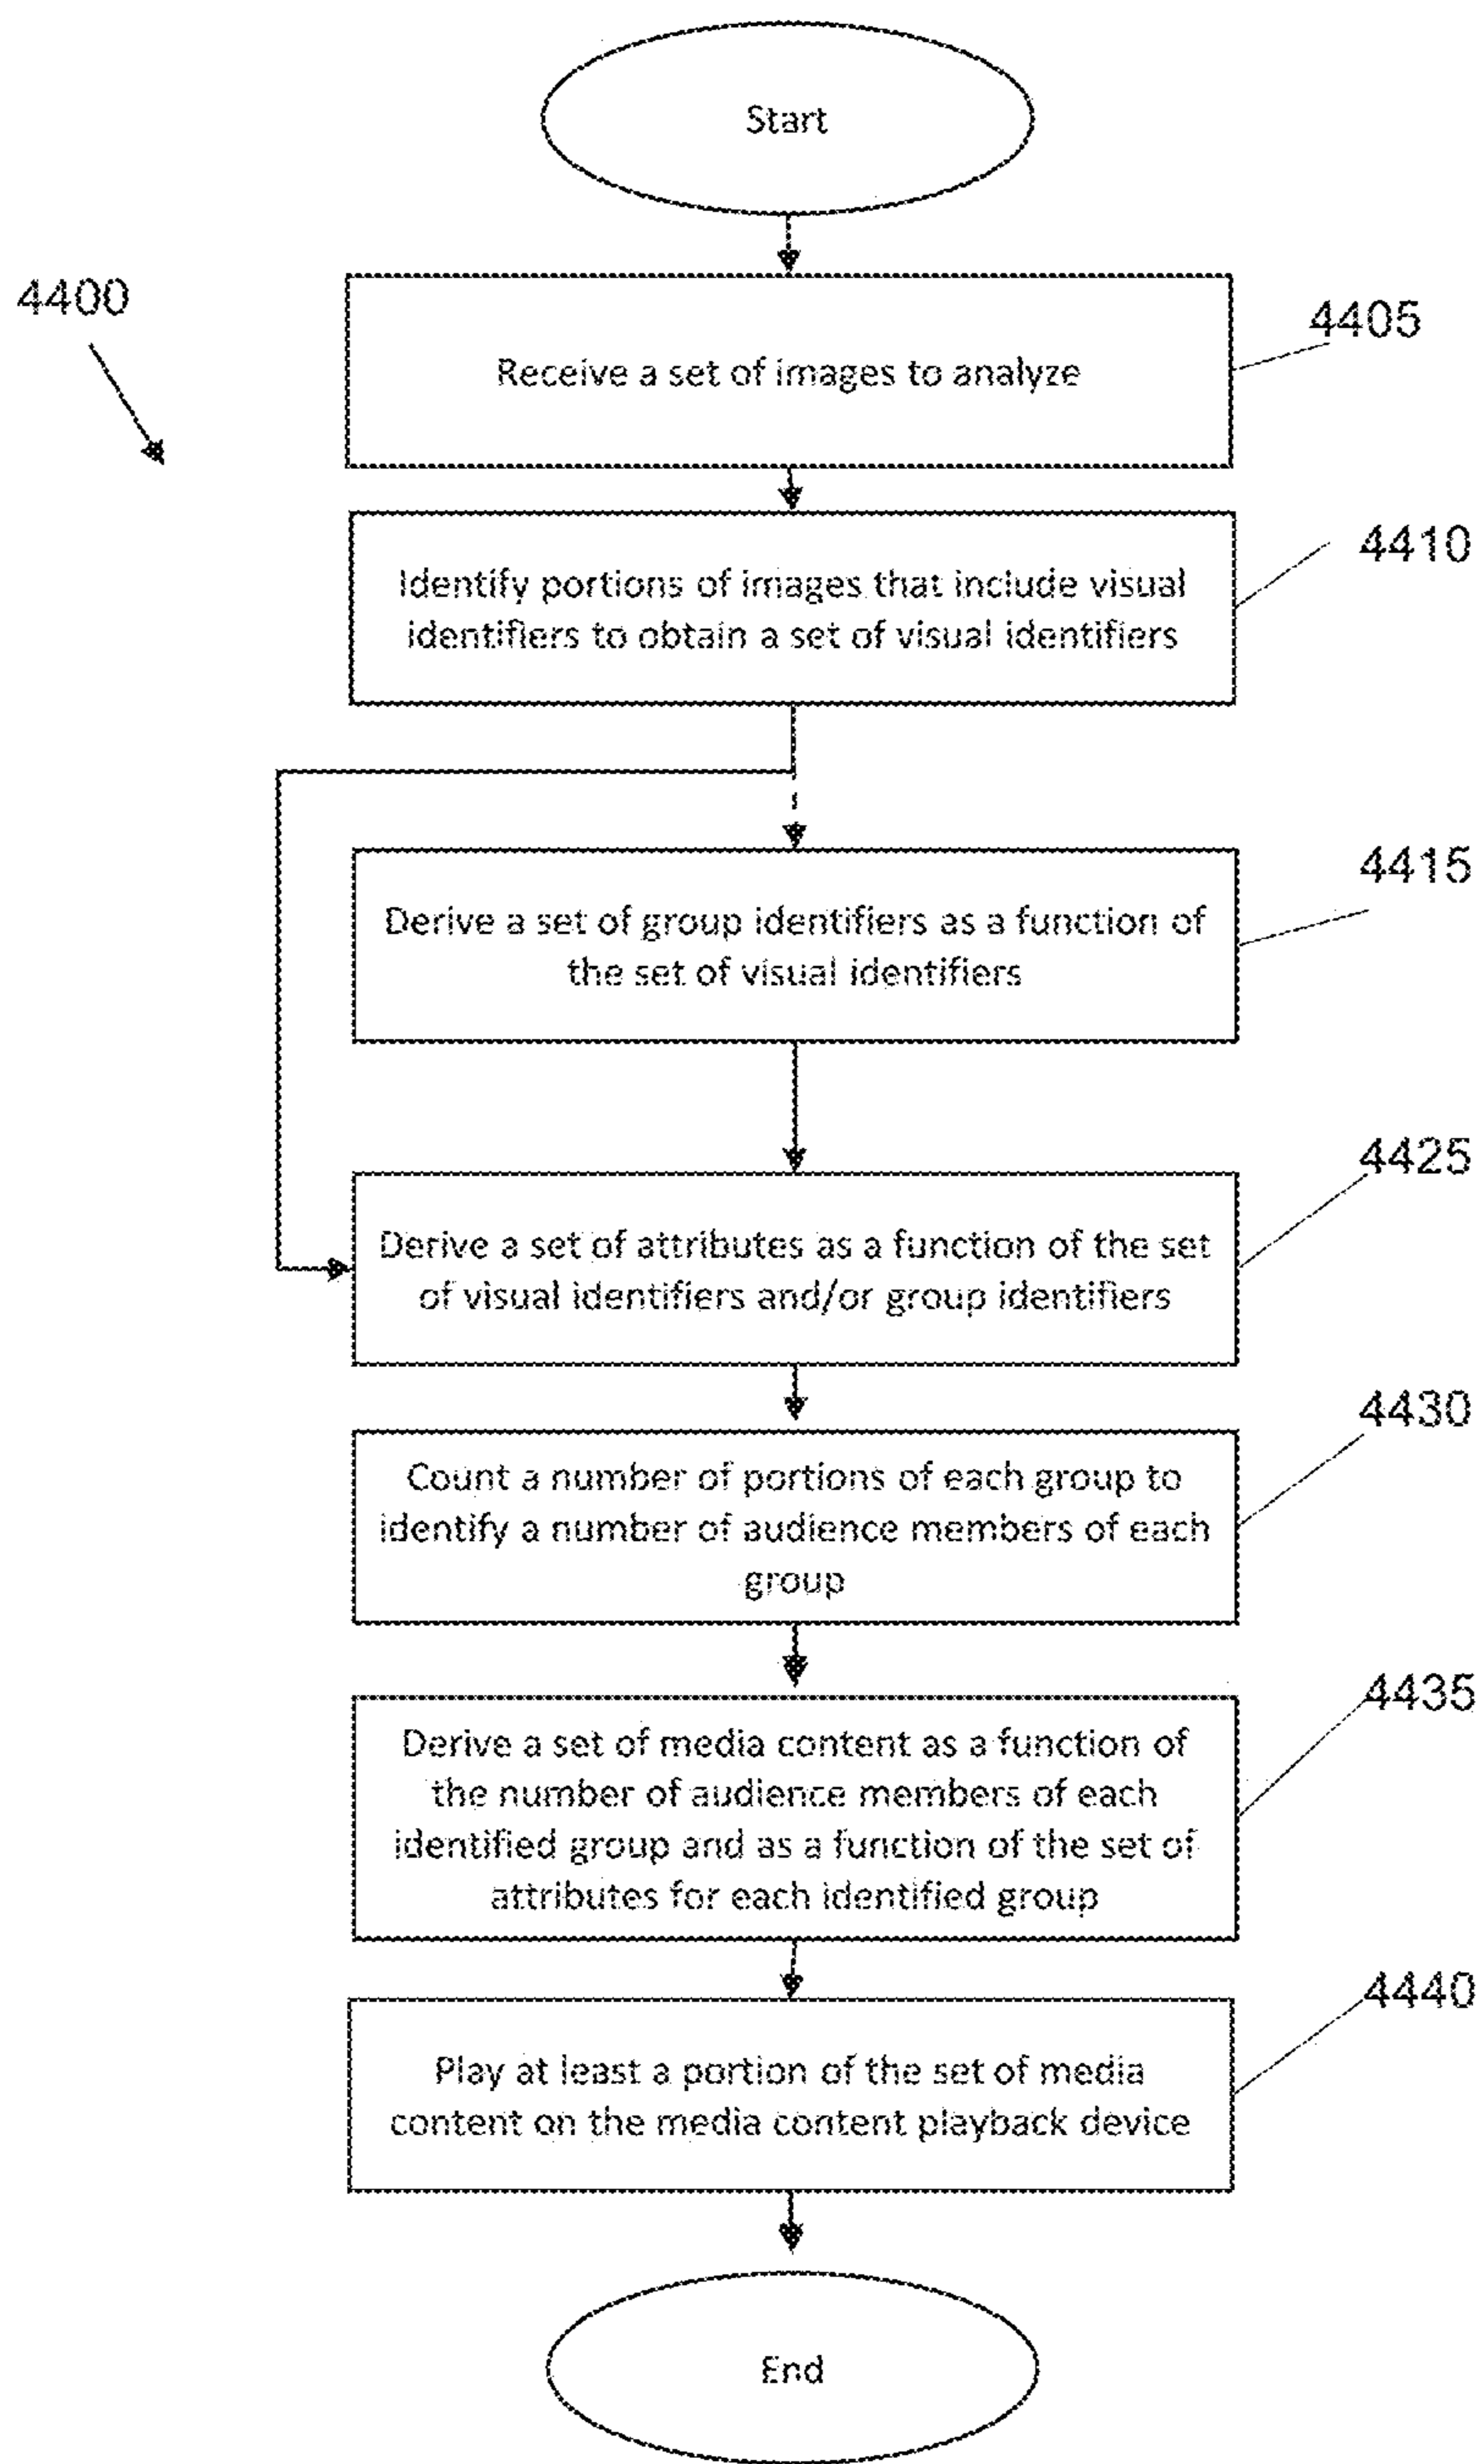 Start
4400
4405
Receive a set of images to analyze
4410
Identify portions of images that include visual
identifiers to obtain a set of visual identifiers
4415
Derive a set of group identifiers as a function of
the set of visual identifiers
4425
Derive a set of attributes as a function of the set
of visual identifiers and/or group identifiers
4430
Count a number of portions of each group to
identify a number of audience members of each
group
4435
Derive a set of media content as a function of
the number of audience members of each
identified group and as a function of the set of
attributes for each identified group
4440
Play at least a portion of the set of media
content on the media content playback device
End